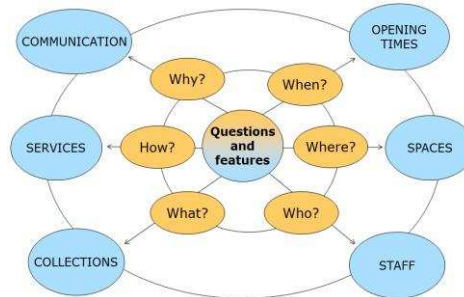 COMMUNICATION
OPENING
TIMES
Why?
When?
SERVICES
How?
Questions
and
features
Where?
SPACES
What?
Who?
COLLECTIONS
STAFF